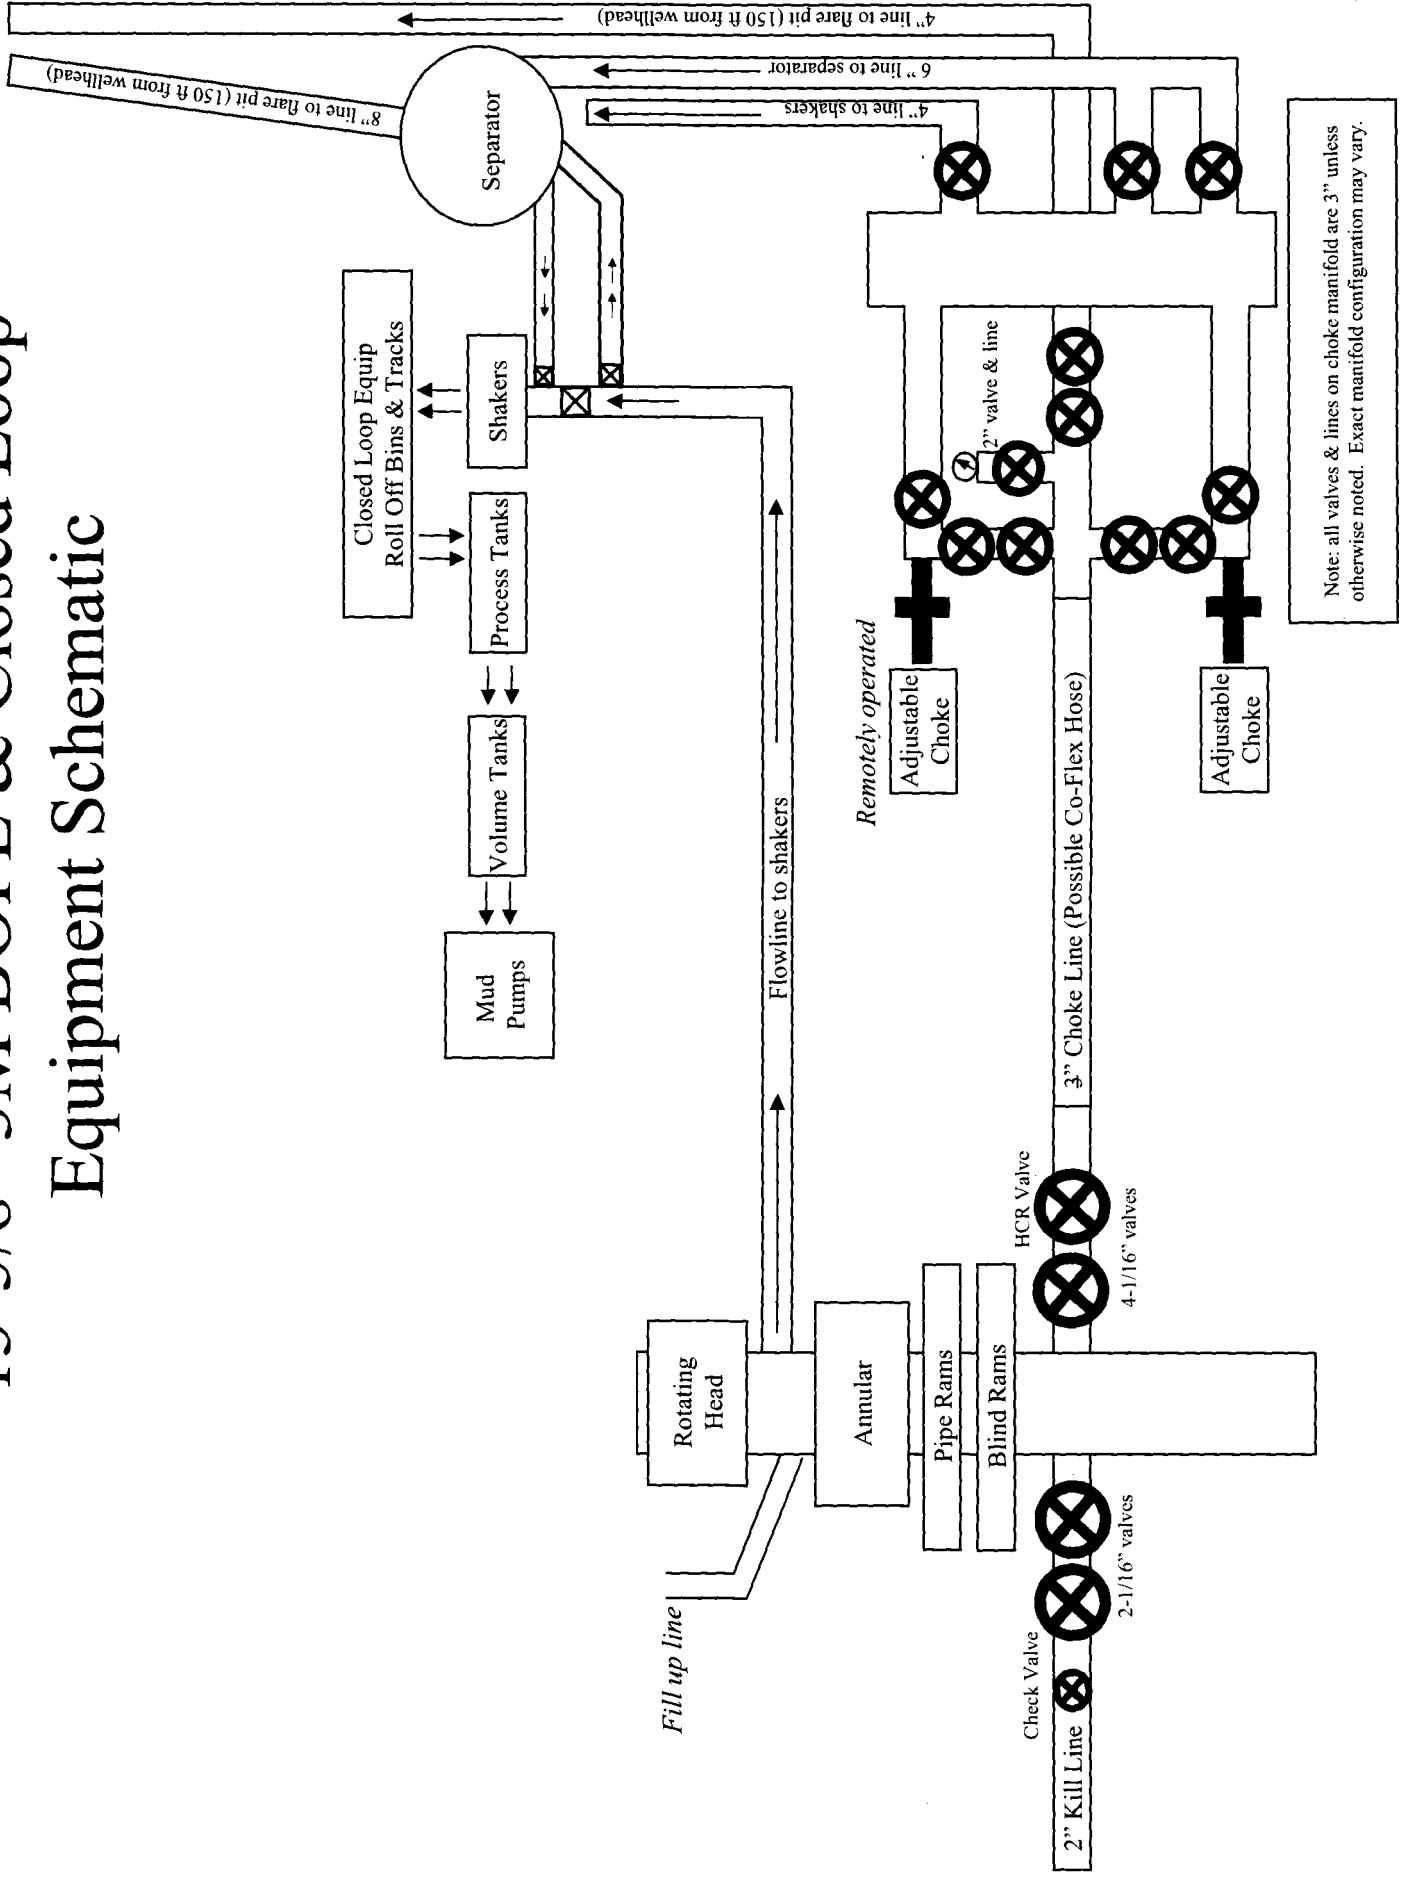 Equipment Schematic
4” line to flare pit (150 ft from wellhead)
8” line to flare pit (150 ft from wellhead)
6” line to separator
4” line to shakers
Separator
Closed Loop Equip
Roll Off Bins & Tracks
Shakers
Process Tanks
Volume Tanks
Mud
Pumps
Flowline to shakers
Rotating
Head
Fill up line
Annular
Pipe Rams
Blind Rams
HCR Valve
4-1/16” valves
Check Valve
2-1/16” valves
2” Kill Line
3” Choke Line (Possible Co-Flex Hose)
Remotely operated
Adjustable
Choke
Adjustable
Choke
2” valve & line
Note: all valves & lines on choke manifold are 3” unless
otherwise noted. Exact manifold configuration may vary.